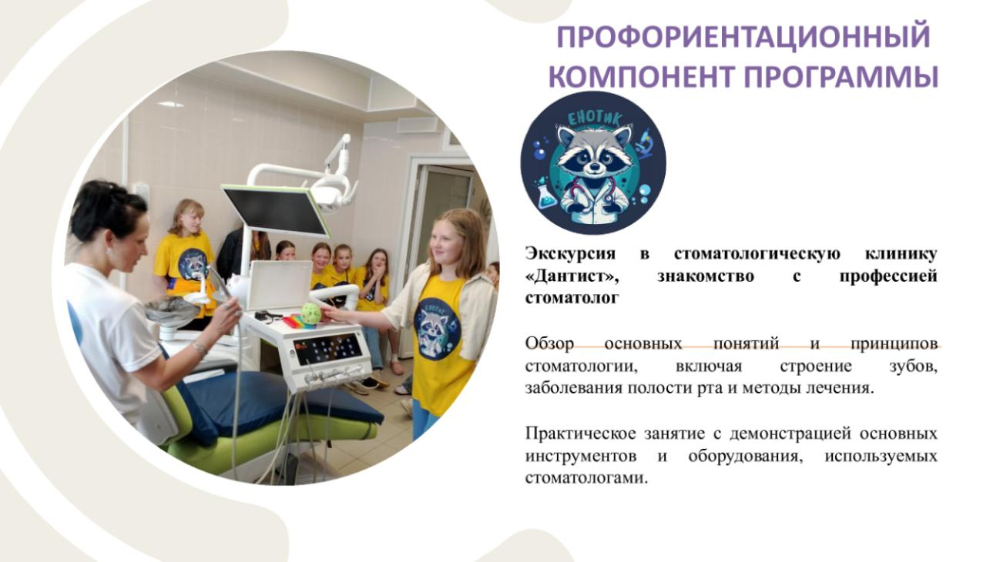 ПРОФОРИЕНТАЦИОННЫЙ
КОМПОНЕНТ ПРОГРАММЫ
ЕНОТиК
Экскурсия в стоматологическую клинику
«Дантист», знакомство с профессией
стоматолог
Обзор основных понятий и принципов
стоматологии, включая строение зубов,
заболевания полости рта и методы лечения.
Практическое занятие с демонстрацией основных
инструментов и оборудования, используемых
стоматологами.
ЕНОТиК